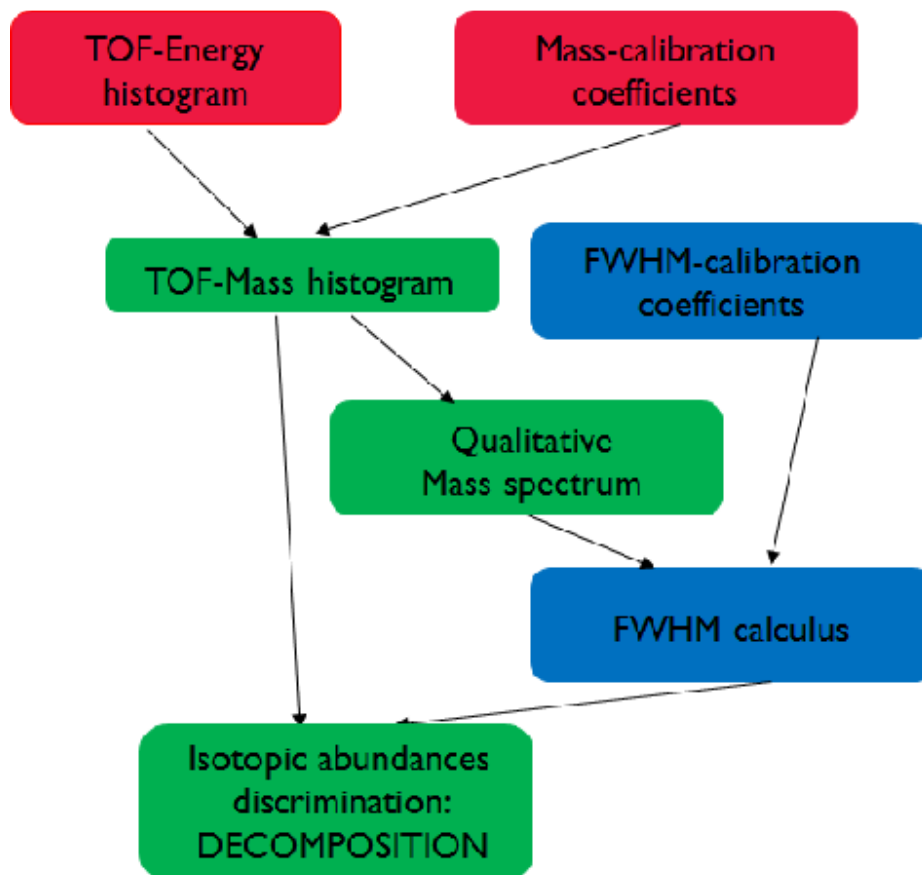 TOF-Energy
histogram
Mass-calibration
coefficients
TOF-Mass histogram
FWHM-calibration
coefficients
Qualitative
Mass spectrum
FWHM calculus
Isotopic abundances
discrimination:
DECOMPOSITION